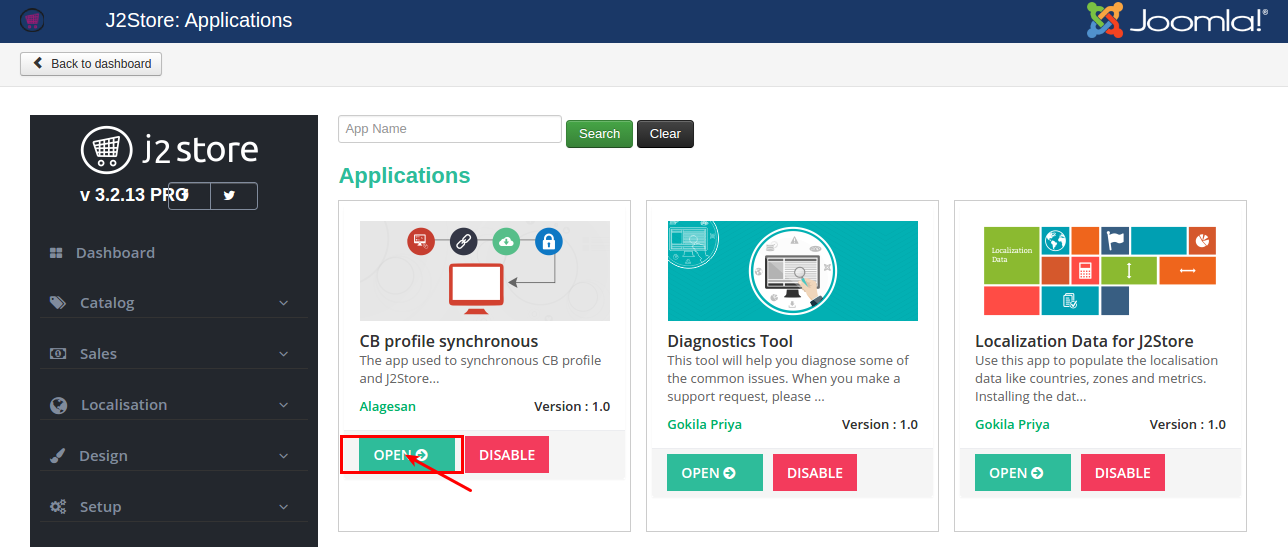 J2Store: Applications
Joomla!®
Back to dashboard
j2store
v 3.2.13 PRO
Dashboard
Catalog
Sales
Localisation
Design
Setup
App Name
Search
Clear
Applications
CB profile synchronous
The app used to synchronous CB profile
and J2Store...
Alagesan
Version : 1.0
OPEN
DISABLE
Diagnostics Tool
This tool will help you diagnose some of
the common issues. When you make a
support request, please ...
Gokila Priya
Version : 1.0
OPEN
DISABLE
Localization
Data
Localization Data for J2Store
Use this app to populate the localisation
data like countries, zones and metrics.
Installing the dat...
Gokila Priya
Version : 1.0
OPEN
DISABLE